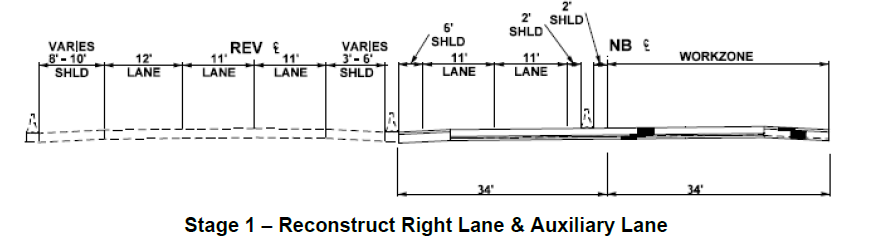 VARIES
8' – 10'
SHLD
12'
LANE
REV ℄
11'
LANE
11'
LANE
VARIES
3' – 6'
SHLD
6'
SHLD
11'
LANE
11'
LANE
2'
SHLD
2'
SHLD
NB ℄
WORKZONE
34'
34'
Stage 1 – Reconstruct Right Lane & Auxiliary Lane